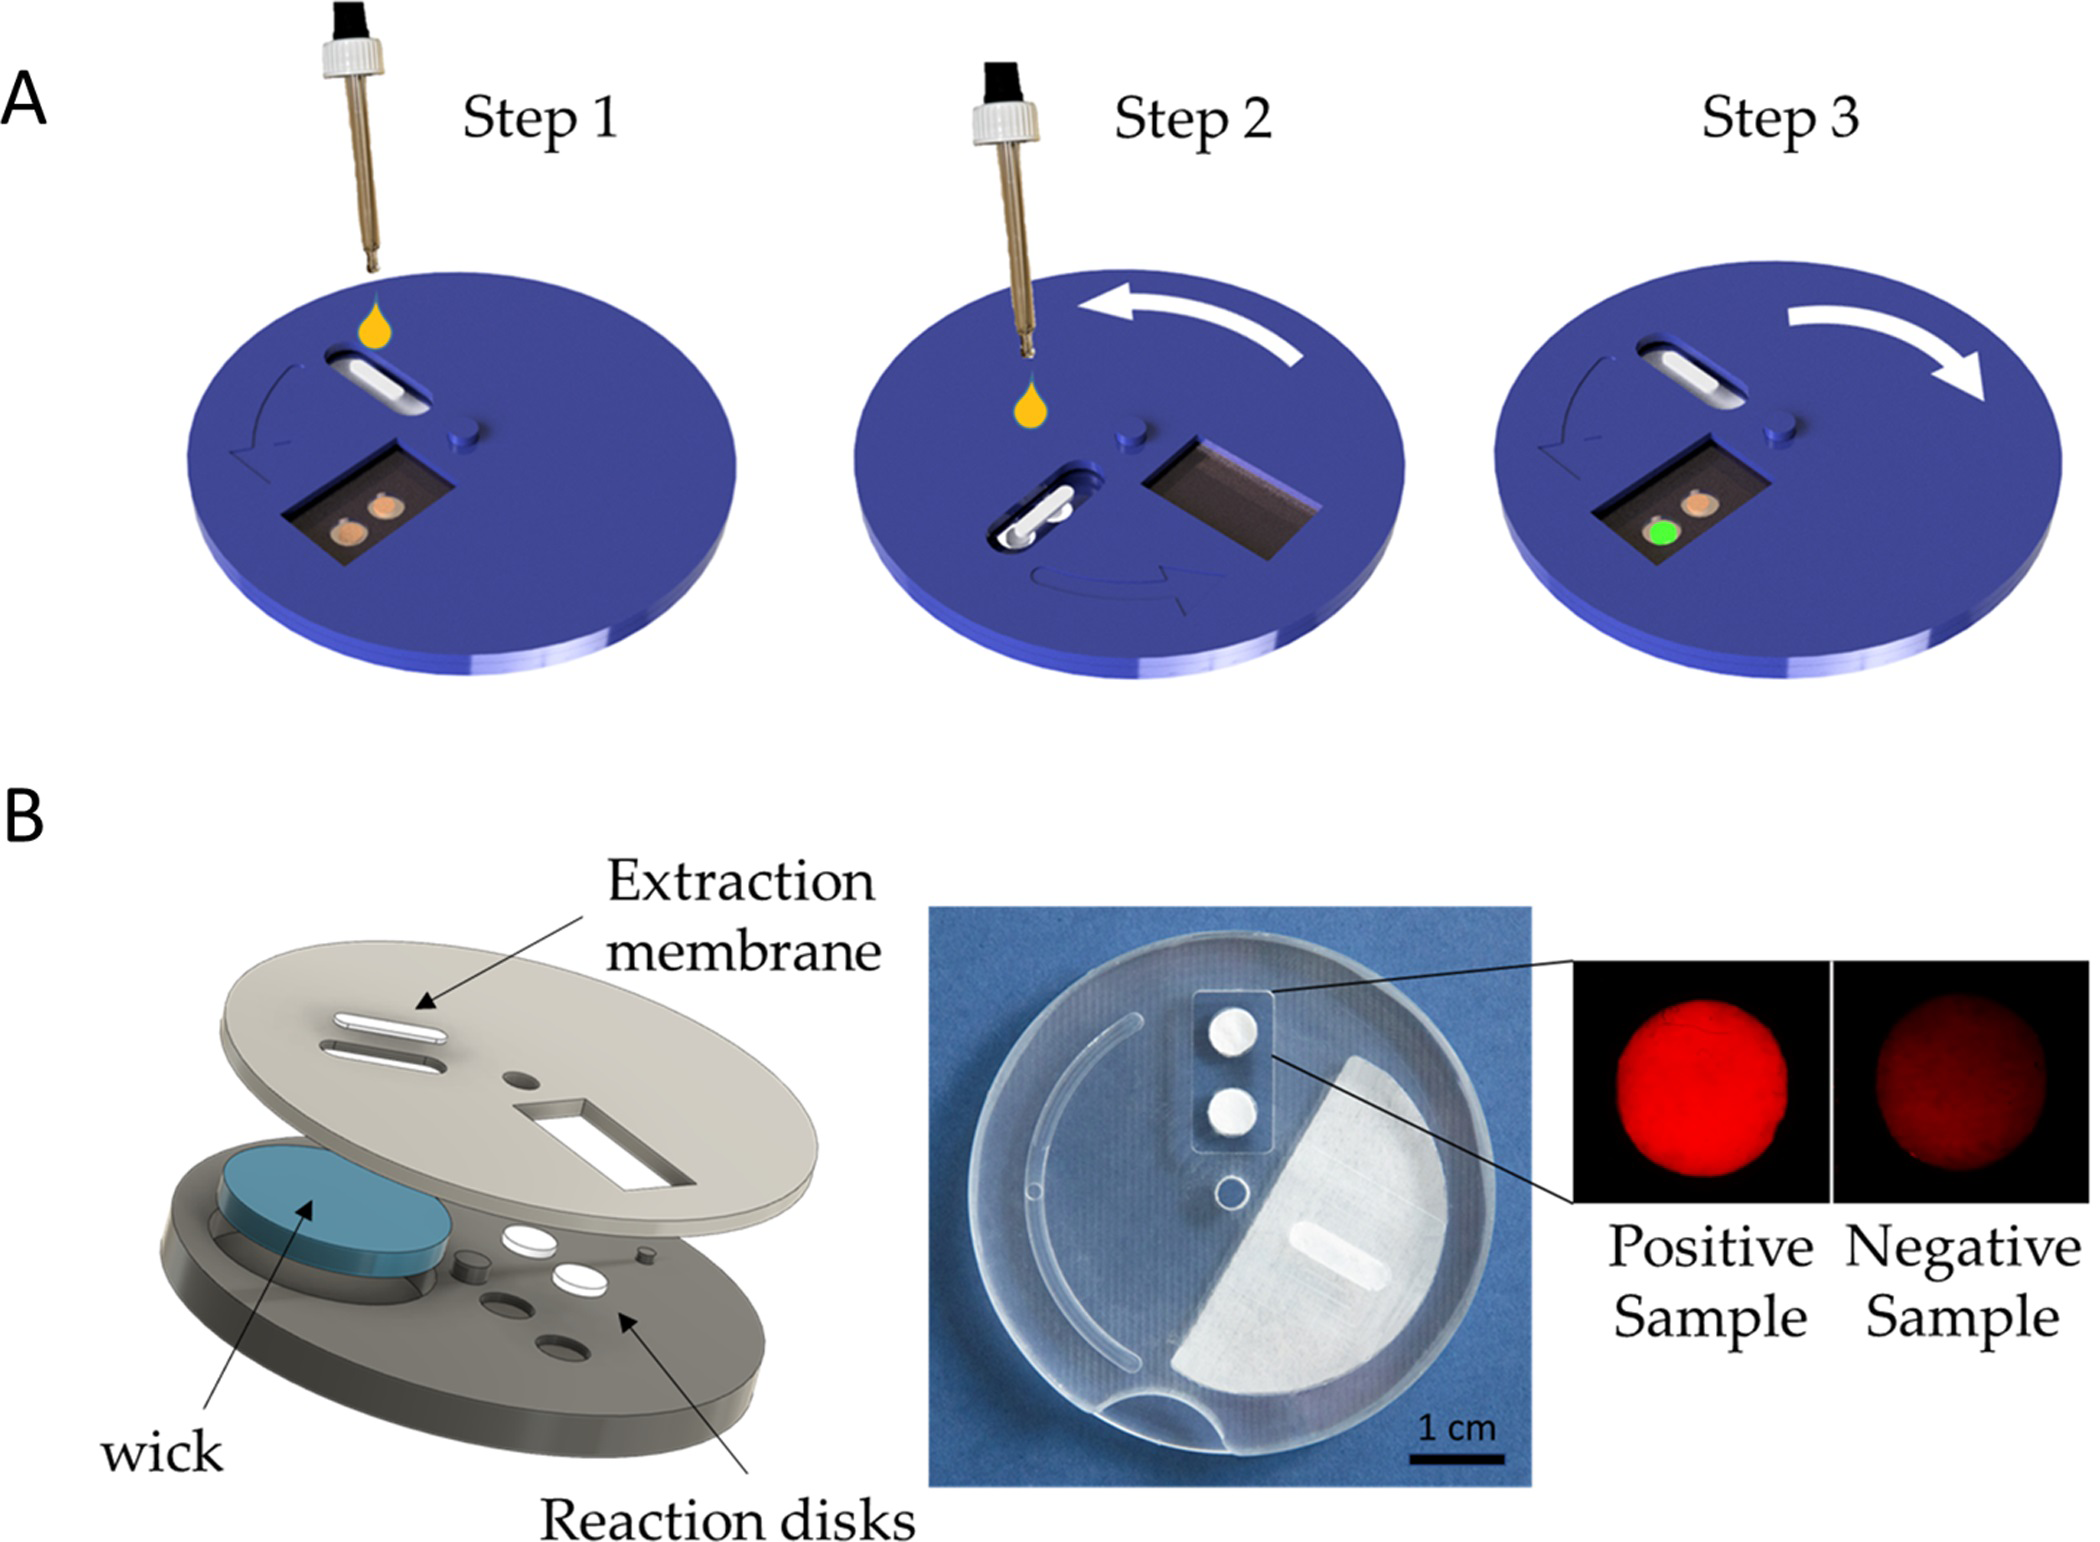 A
Step 1
Step 2
Step 3
B
Extraction
membrane
wick
Reaction disks
1 cm
Positive
Sample
Negative
Sample